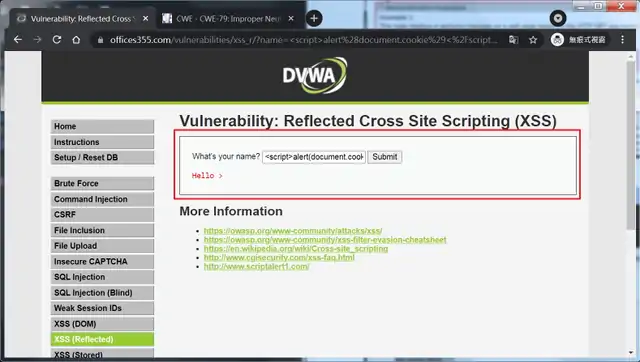 Vulnerability: Reflected Cross S
CWE - CWE-79: Improper Neu
offices355.com/vulnerabilities/xss_r/?name=<script>alert%28document.cookie%29<%2Fscript...
無痕式視窗
DVWA
Vulnerability: Reflected Cross Site Scripting (XSS)
Home
Instructions
Setup / Reset DB
Brute Force
Command Injection
CSRF
File Inclusion
File Upload
Insecure CAPTCHA
SQL Injection
SQL Injection (Blind)
Weak Session IDs
XSS (DOM)
XSS (Reflected)
XSS (Stored)
What's your name? <script>alert(document.cook Submit
Hello >
More Information
https://owasp.org/www-community/attacks/xss/
https://owasp.org/www-community/xss-filter-evasion-cheatsheet
https://en.wikipedia.org/wiki/Cross-site_scripting
http://www.cgisecurity.com/xss-faq.html
http://www.scriptalert1.com/